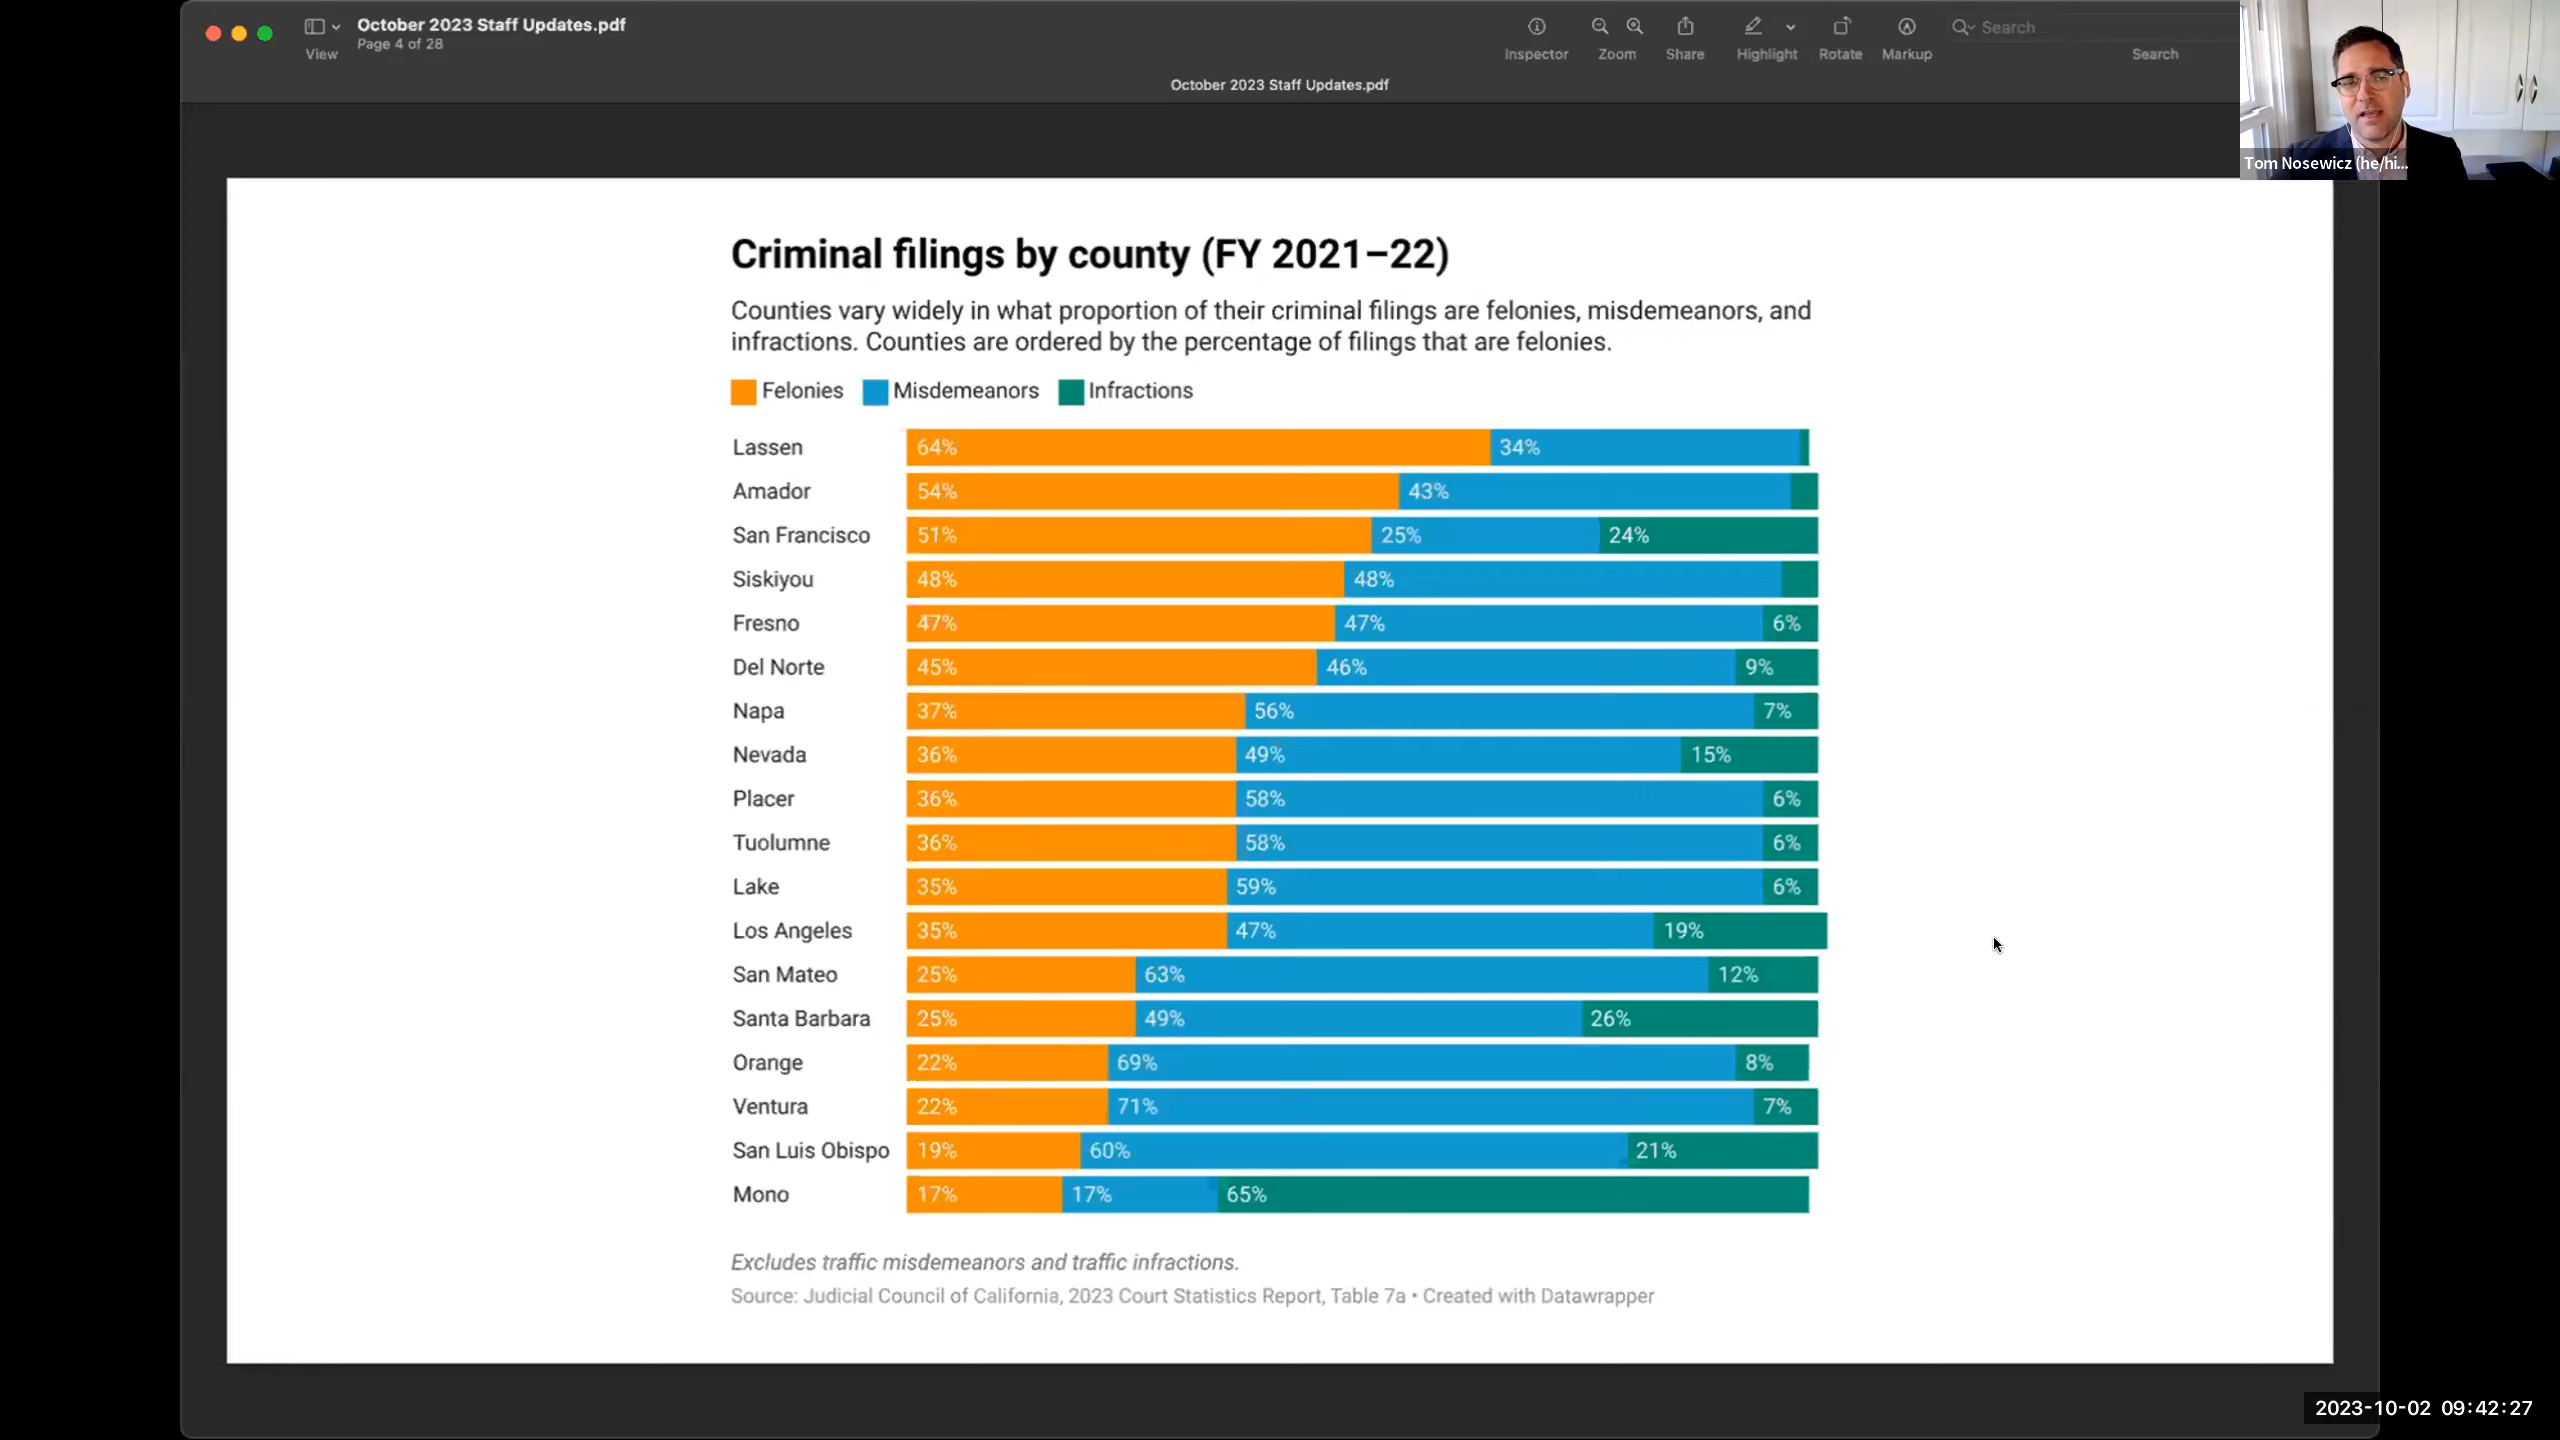 October 2023 Staff Updates.pdf
Page 4 of 28
View
Inspector
Zoom
Share
Highlight
Rotate
Markup
Search
Search
October 2023 Staff Updates.pdf
Tom Nosewicz (he/hi...
Criminal filings by county (FY 2021–22)
Counties vary widely in what proportion of their criminal filings are felonies, misdemeanors, and
infractions. Counties are ordered by the percentage of filings that are felonies.
Felonies Misdemeanors Infractions
Lassen 64% 34%
Amador 54% 43%
San Francisco 51% 25% 24%
Siskiyou 48% 48%
Fresno 47% 47% 6%
Del Norte 45% 46% 9%
Napa 37% 56% 7%
Nevada 36% 49% 15%
Placer 36% 58% 6%
Tuolumne 36% 58% 6%
Lake 35% 59% 6%
Los Angeles 35% 47% 19%
San Mateo 25% 63% 12%
Santa Barbara 25% 49% 26%
Orange 22% 69% 8%
Ventura 22% 71% 7%
San Luis Obispo 19% 60% 21%
Mono 17% 17% 65%
Excludes traffic misdemeanors and traffic infractions.
Source: Judicial Council of California, 2023 Court Statistics Report, Table 7a • Created with Datawrapper
2023-10-02 09:42:27